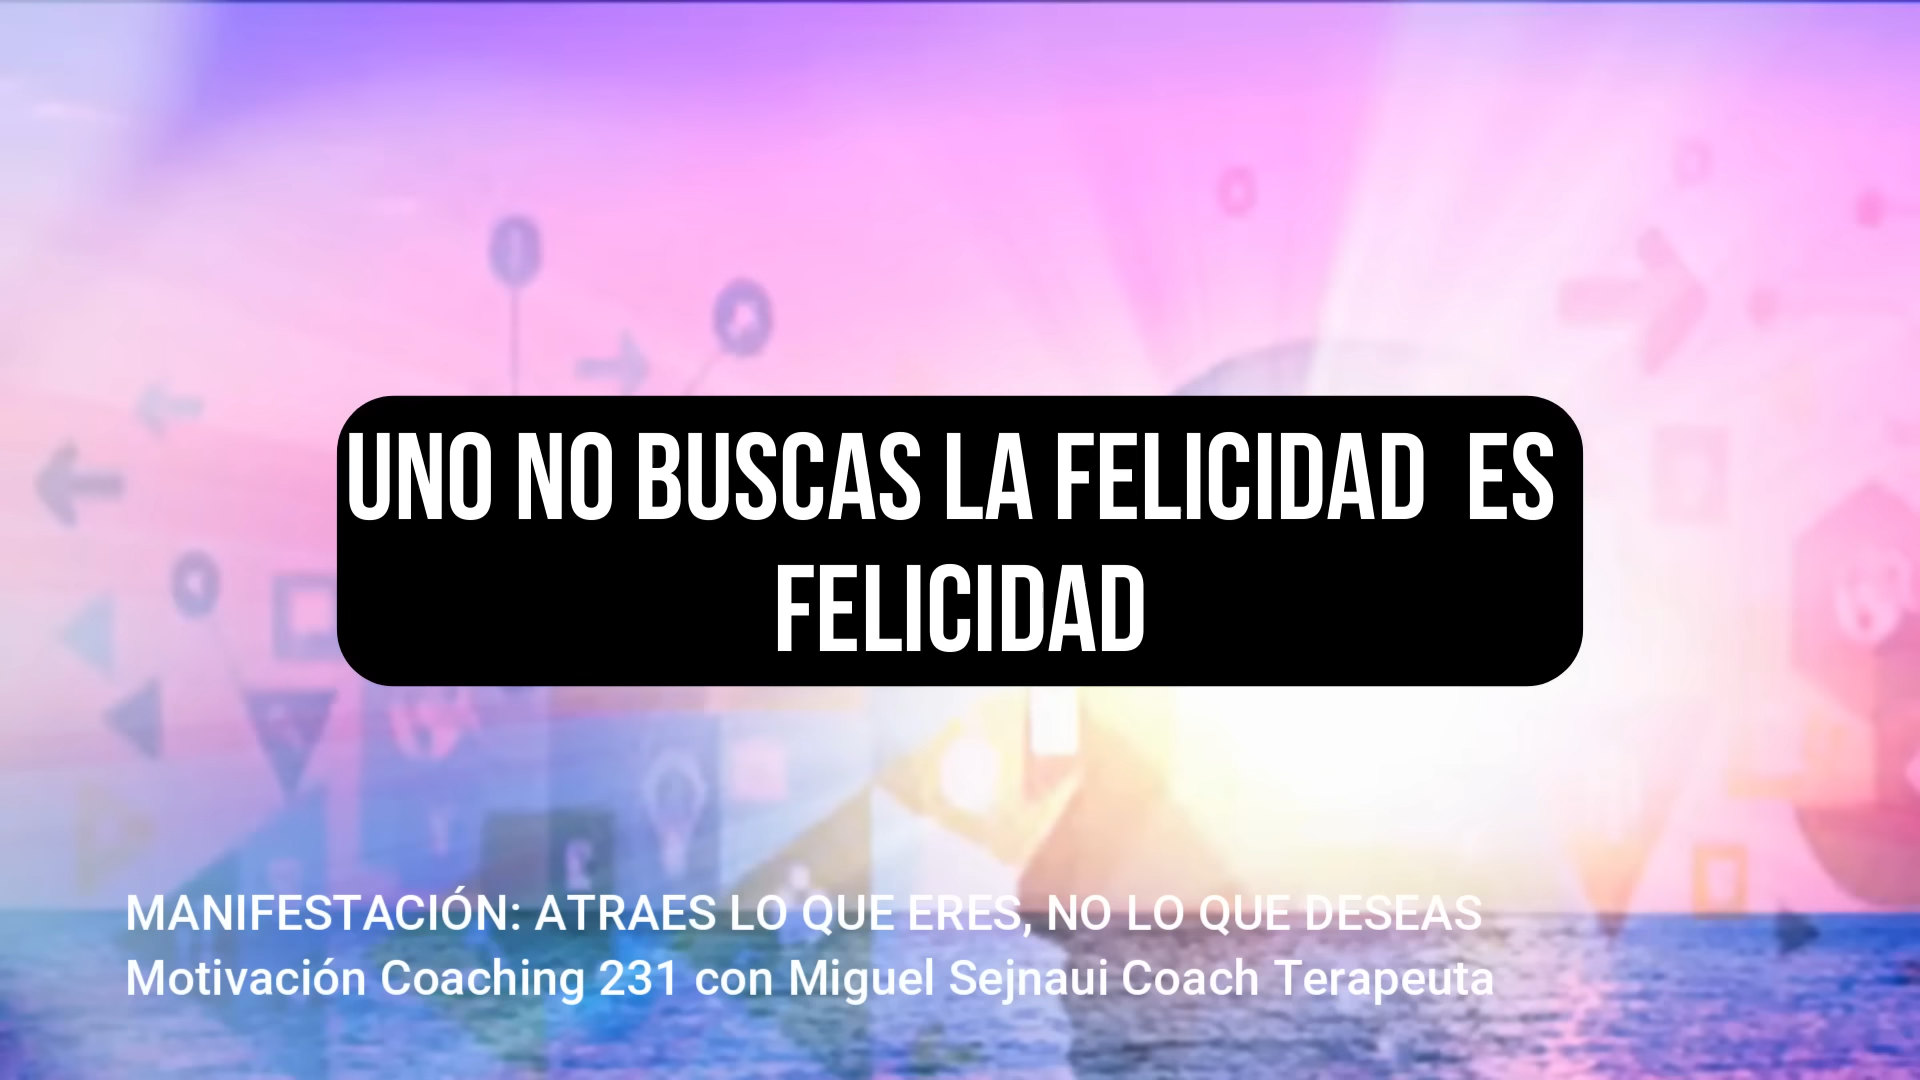 UNO NO BUSCAS LA FELICIDAD ES
FELICIDAD
MANIFESTACIÓN: ATRAES LO QUE ERES, NO LO QUE DESEAS
Motivación Coaching 231 con Miguel Sejnaui Coach Terapeuta